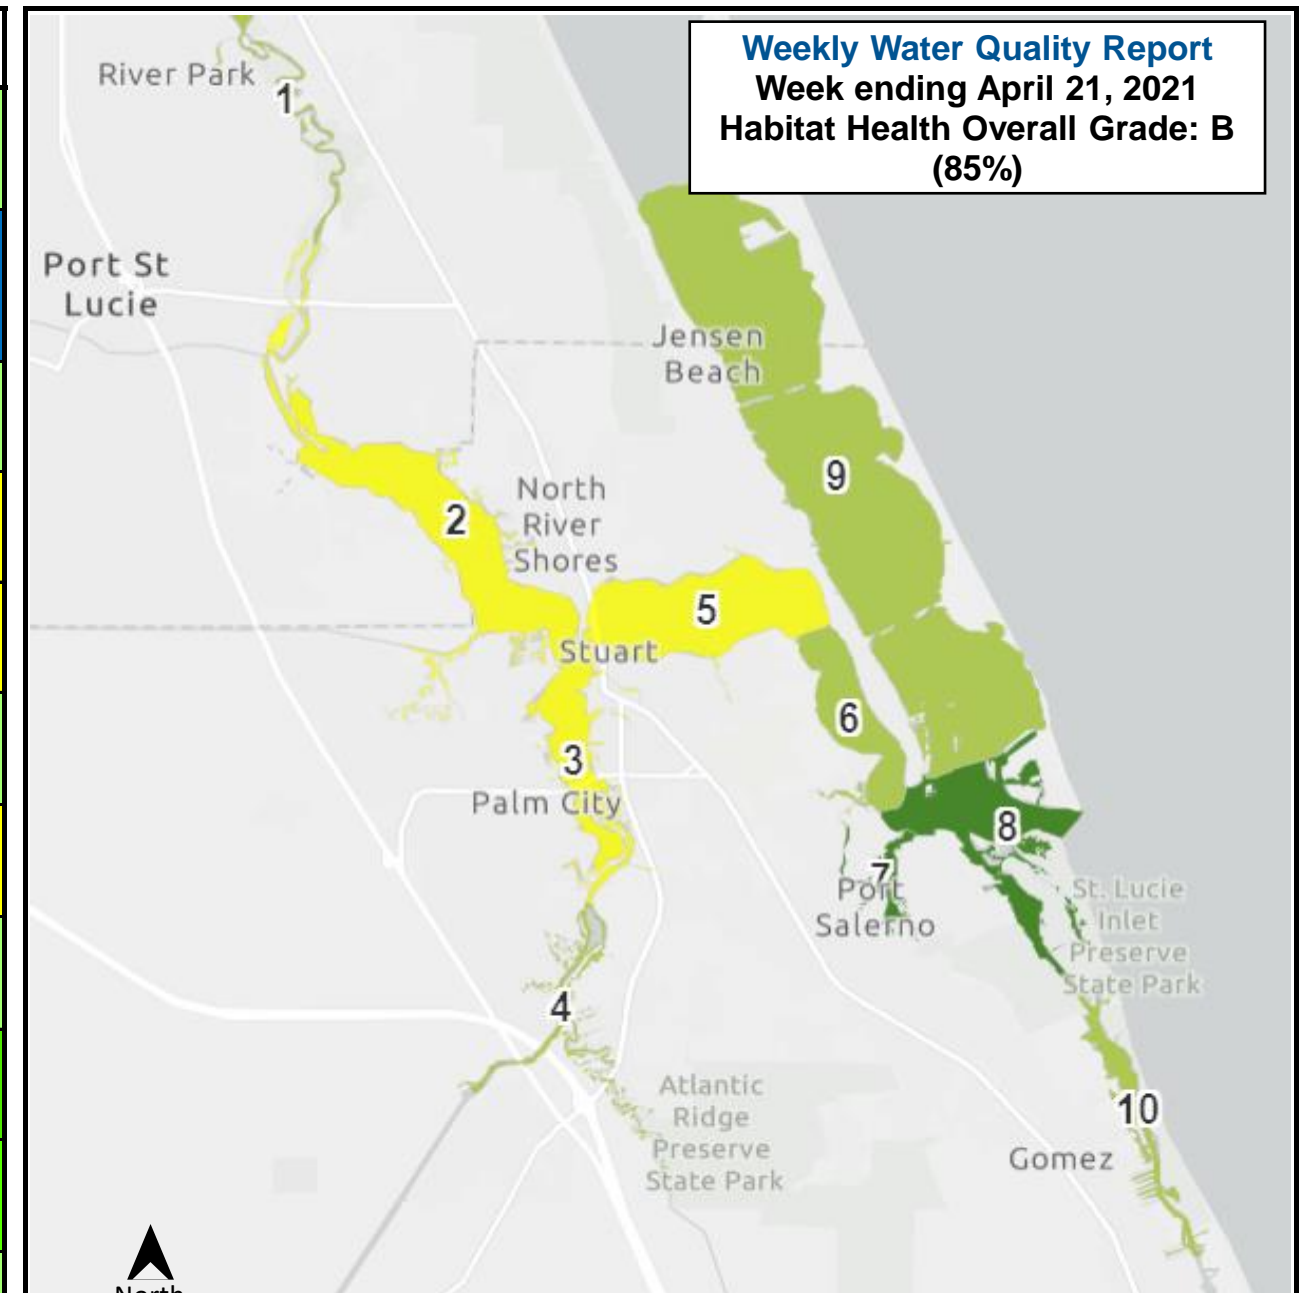 Weekly Water Quality Report
Week ending April 21, 2021
Habitat Health Overall Grade: B
(85%)
River Park
1
Port St
Lucie
Jensen
Beach
9
North
River
Shores
2
5
Stuart
6
3
Palm City
8
7
Port
Salerno
St. Lucie
Inlet
Preserve
State Park
4
Atlantic
Ridge
Preserve
State Park
10
Gomez
North